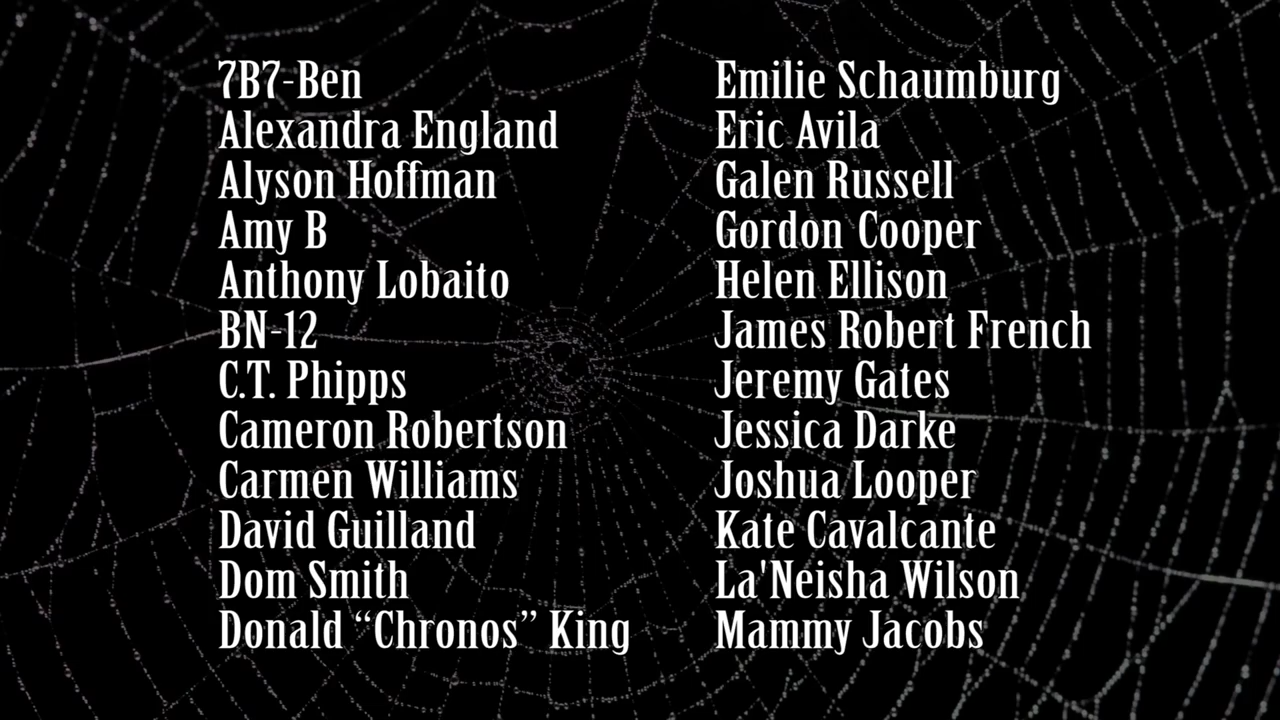 7B7-Ben
Alexandra England
Alyson Hoffman
Amy B
Anthony Lobaito
BN-12
C.T. Phipps
Cameron Robertson
Carmen Williams
David Guilland
Dom Smith
Donald “Chronos” King
Emilie Schaumburg
Eric Avila
Galen Russell
Gordon Cooper
Helen Ellison
James Robert French
Jeremy Gates
Jessica Darke
Joshua Looper
Kate Cavalcante
La'Neisha Wilson
Mammy Jacobs